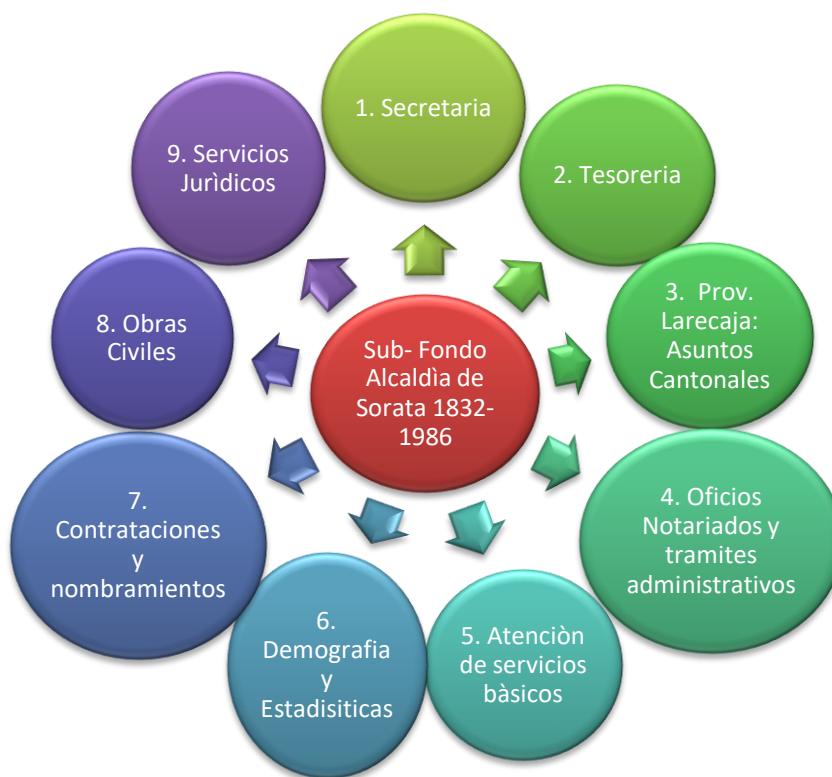 1. Secretaria
2. Tesoreria
3. Prov.
Larecaja:
Asuntos
Cantonales
4. Oficios
Notariados y
tramites
administrativos
5. Atenciòn
de servicios
bàsicos
6.
Demografia
y
Estadisiticas
7.
Contrataciones
y
nombramientos
8. Obras
Civiles
9. Servicios
Jurìdicos
Sub- Fondo
Alcaldìa de
Sorata 1832-
1986